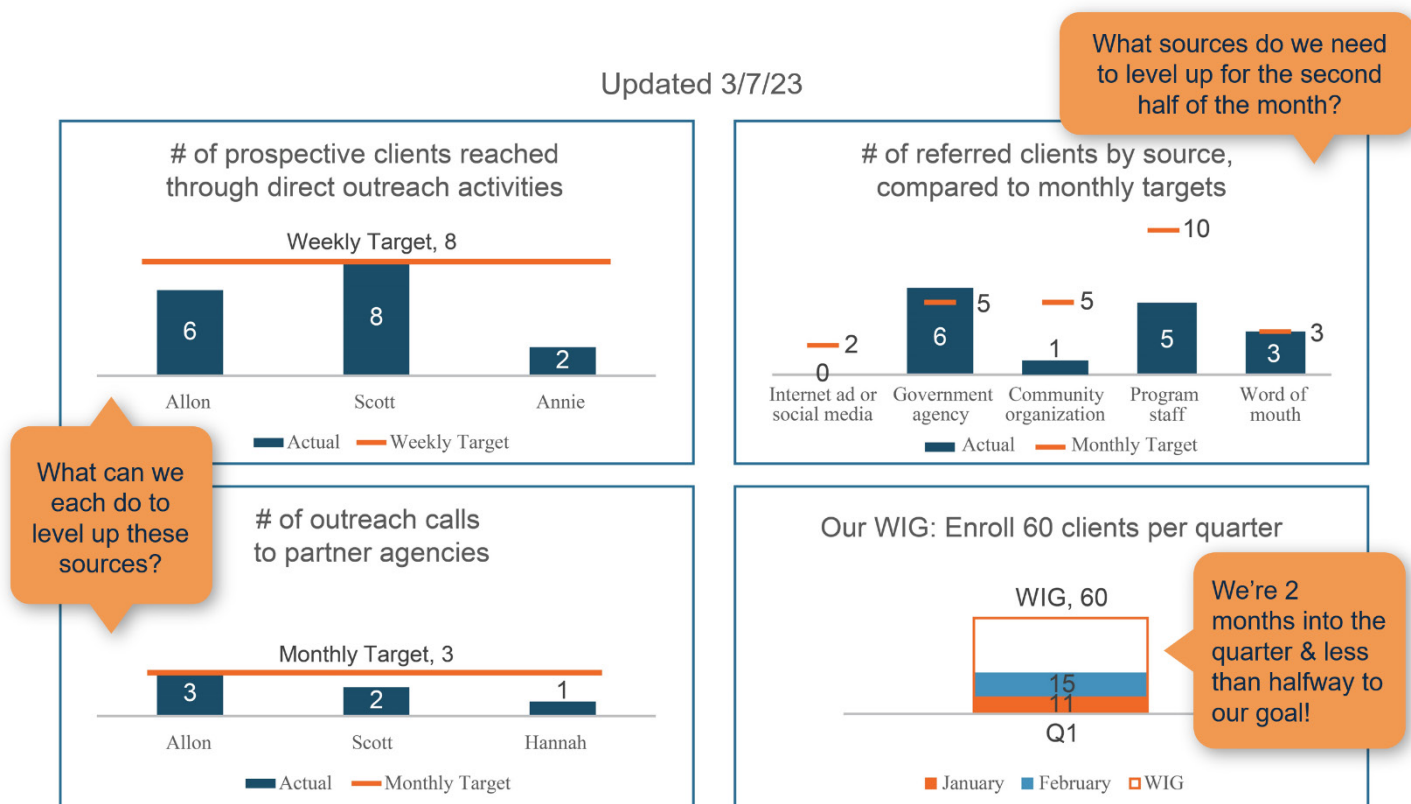 Updated 3/7/23
What sources do we need
to level up for the second
half of the month?
# of prospective clients reached
through direct outreach activities
Weekly Target, 8
6
8
2
Allon
Scott
Annie
Actual
Weekly Target
# of referred clients by source,
compared to monthly targets
2
0
5
6
5
1
10
5
3
3
Internet ad or
social media
Government
agency
Community
organization
Program
staff
Word of
mouth
Actual
Monthly Target
What can we
each do to
level up these
sources?
# of outreach calls
to partner agencies
Monthly Target, 3
3
2
1
Allon
Scott
Hannah
Actual
Monthly Target
Our WIG: Enroll 60 clients per quarter
WIG, 60
15
11
Q1
January
February
WIG
We’re 2
months into the
quarter & less
than halfway to
our goal!